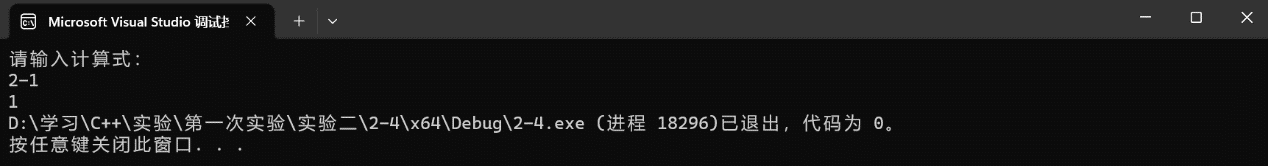 Microsoft Visual Studio 调试
请输入计算式：
2-1
1
D:\学习\C++\实验\第一次实验\实验二\2-4\x64\Debug\2-4.exe (进程 18296)已退出，代码为 0。
按任意键关闭此窗口. . .